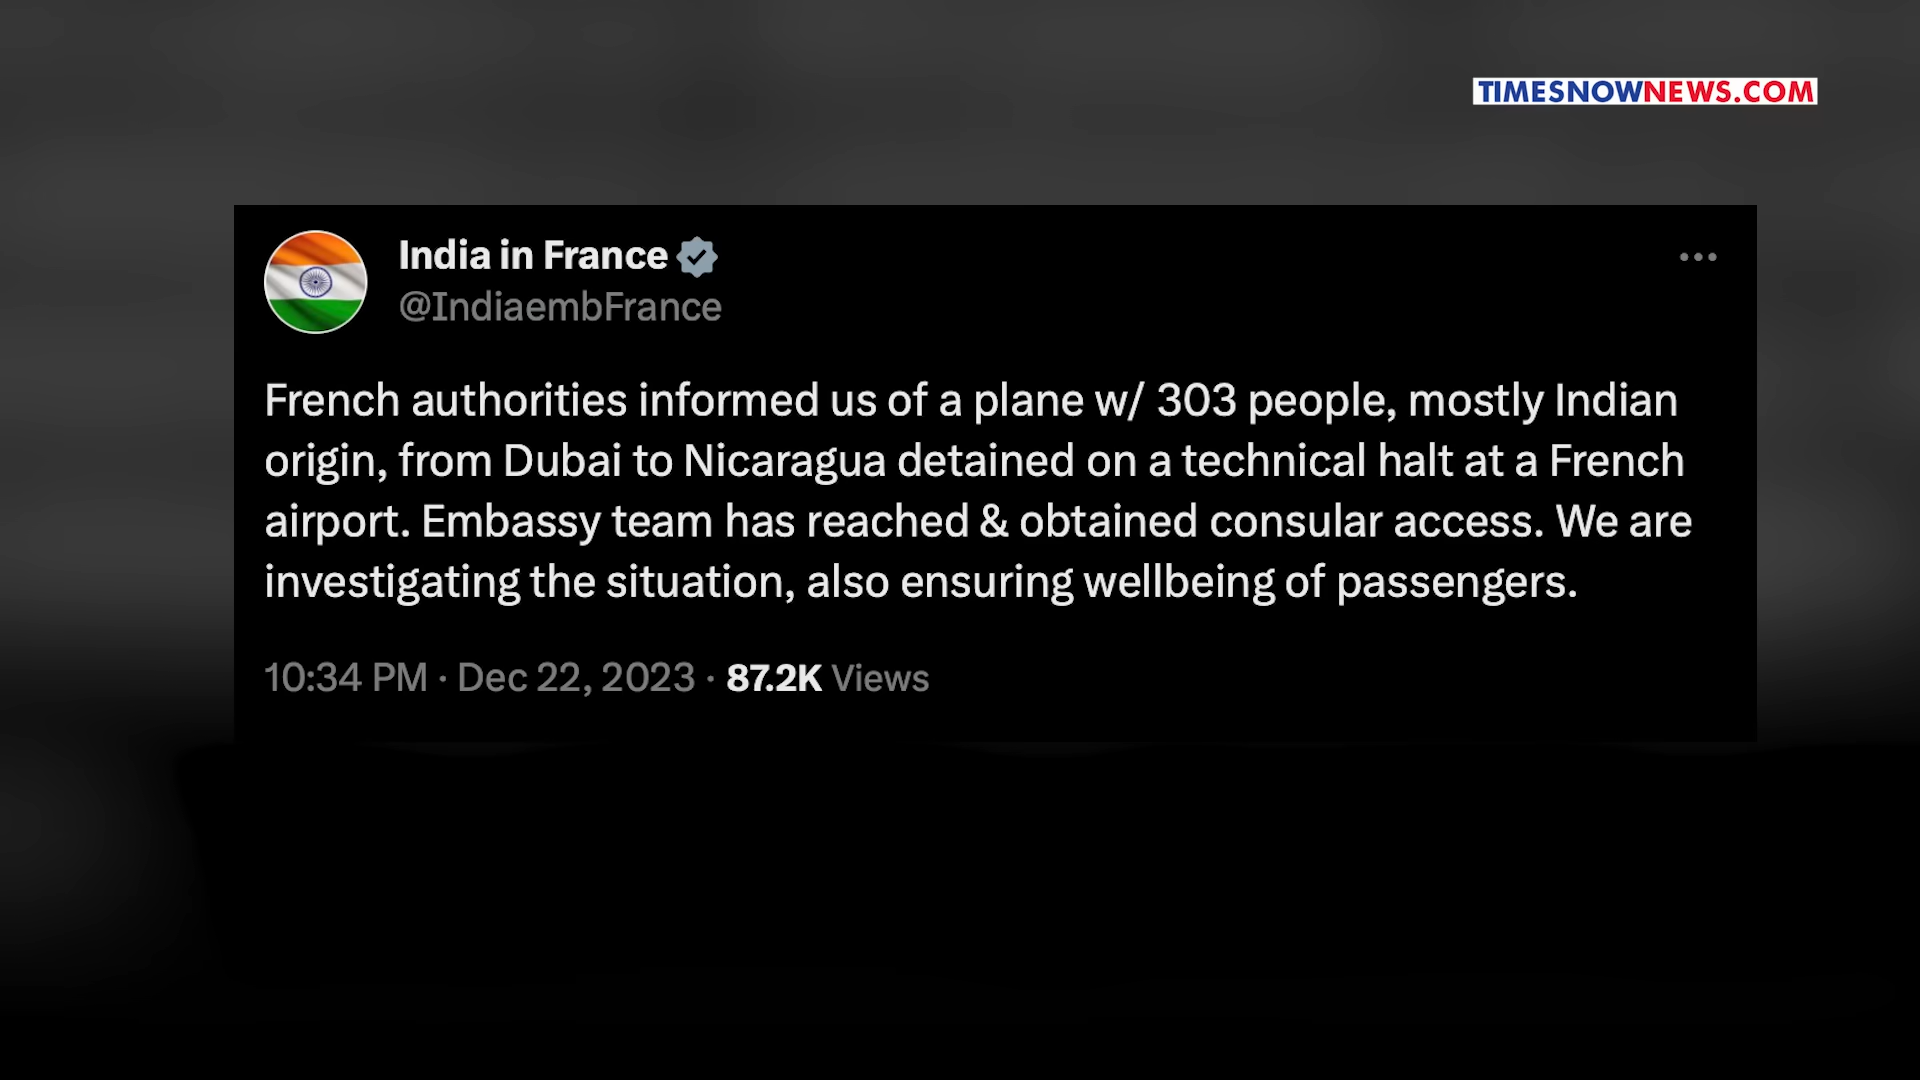 TIMESNOWNEWS.COM
India in France
@IndiaembFrance
French authorities informed us of a plane w/ 303 people, mostly Indian
origin, from Dubai to Nicaragua detained on a technical halt at a French
airport. Embassy team has reached & obtained consular access. We are
investigating the situation, also ensuring wellbeing of passengers.
10:34 PM · Dec 22, 2023 · 87.2K Views